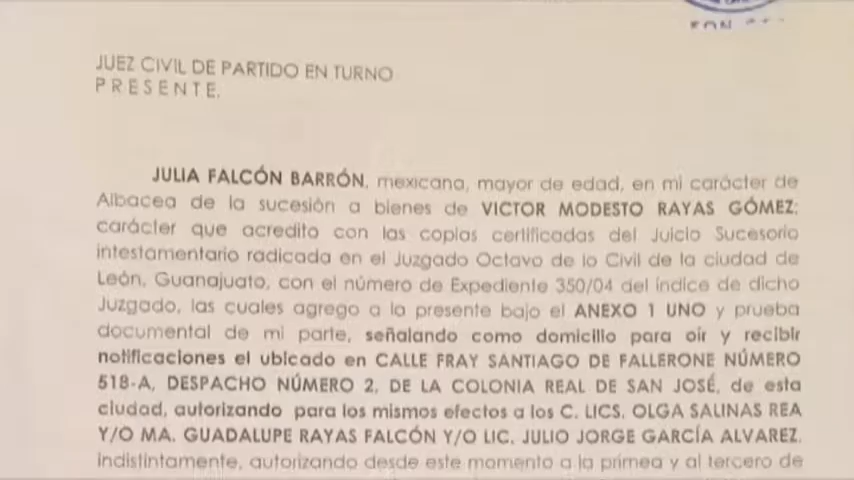 JUEZ CIVIL DE PARTIDO EN TURNO
P R E S E N T E.
JULIA FALCÓN BARRÓN, mexicana, mayor de edad, en mi carácter de
Albacea de la sucesión a bienes de VICTOR MODESTO RAYAS GÓMEZ;
carácter que acredito con las copias certificadas del Juicio Sucesorio
intestamentario radicada en el Juzgado Octavo de lo Civil de la ciudad de
León, Guanajuato, con el número de Expediente 350/04 del índice de dicho
Juzgado, las cuales agrego a la presente bajo el ANEXO 1 UNO y prueba
documental de mi parte, señalando como domicilio para oír y recibir
notificaciones el ubicado en CALLE FRAY SANTIAGO DE FALLERONE NÚMERO
518-A, DESPACHO NÚMERO 2, DE LA COLONIA REAL DE SAN JOSÉ, de esta
ciudad, autorizando para los mismos efectos a los C. LICS. OLGA SALINAS REA
Y/O MA. GUADALUPE RAYAS FALCÓN Y/O LIC. JULIO JORGE GARCÍA ALVAREZ,
indistintamente, autorizando desde este momento a la primea y al tercero de